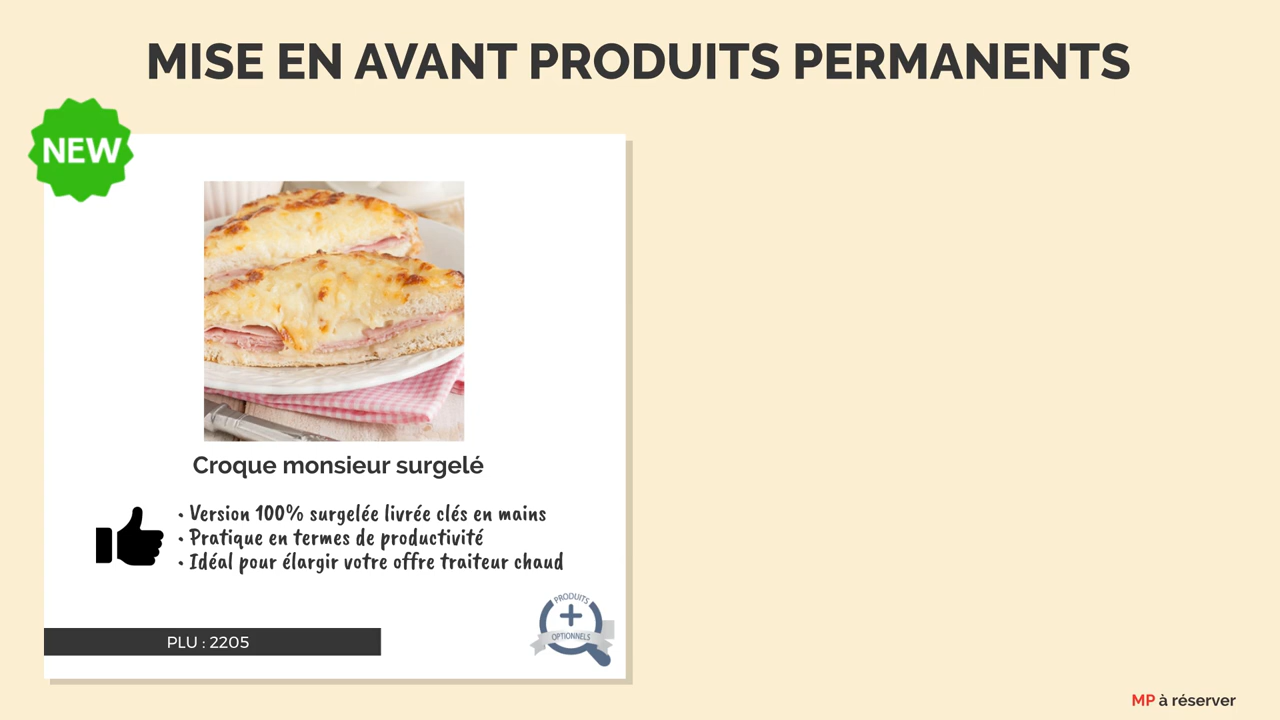 MISE EN AVANT PRODUITS PERMANENTS
NEW
Croque monsieur surgelé
• Version 100% surgelée livrée clés en mains
• Pratique en termes de productivité
• Idéal pour élargir votre offre traiteur chaud
PRODUITS
OPTIONNELS
PLU : 2205
MP à réserver